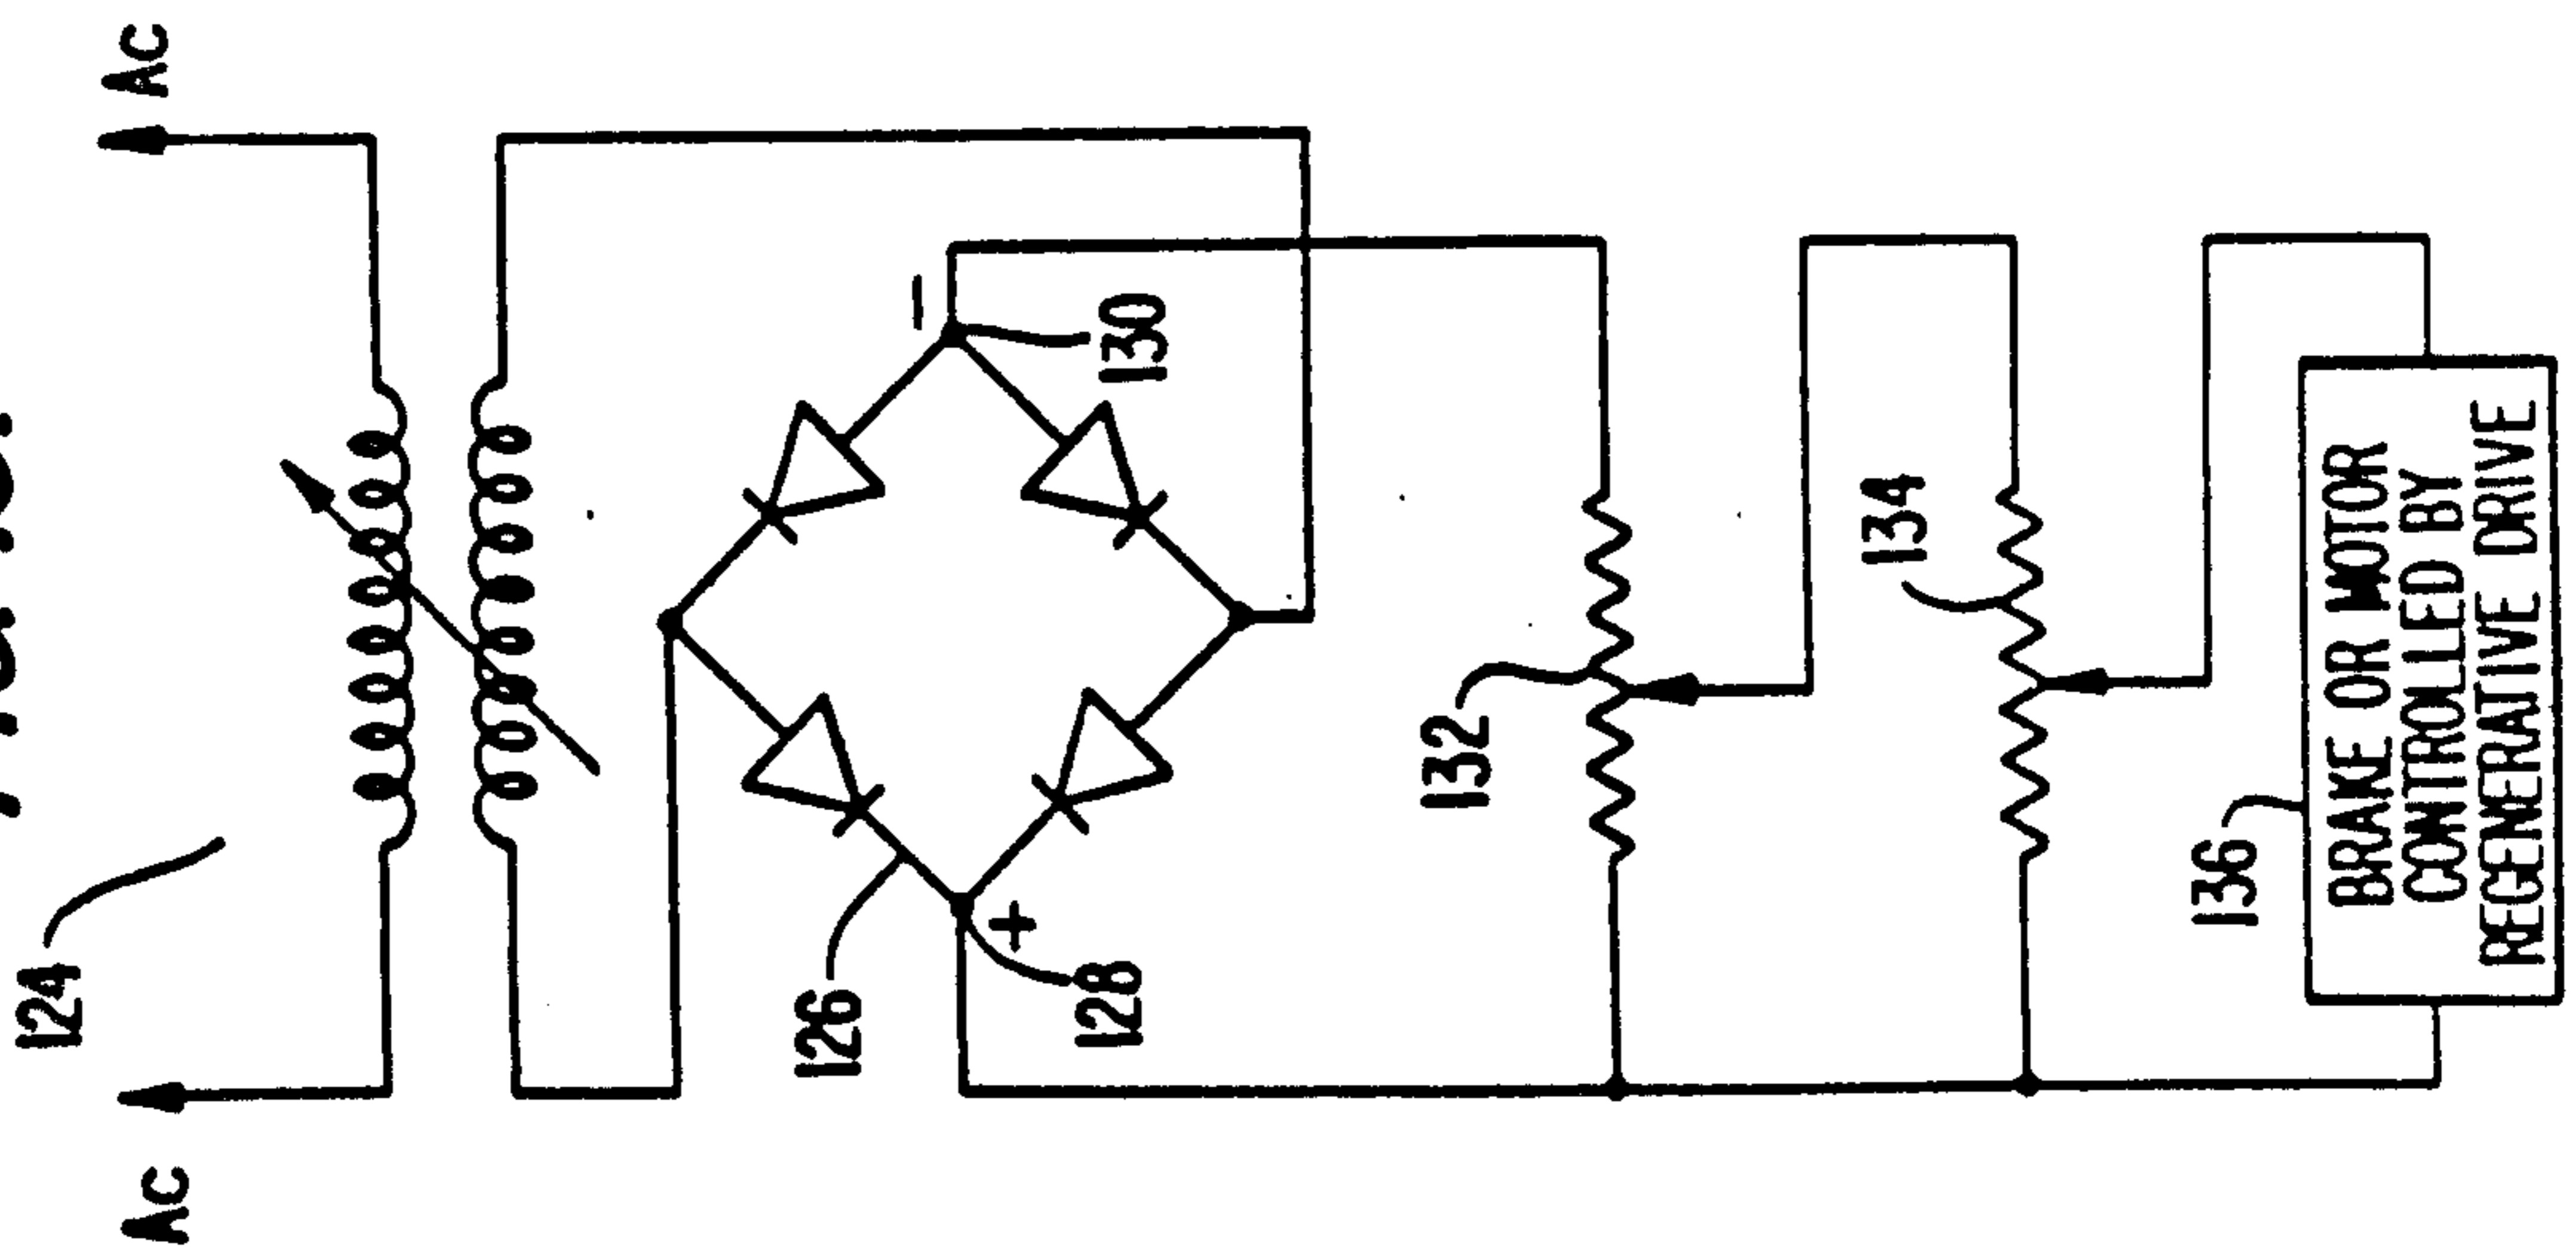 124
AC
AC
126
128
130
132
134
136
BRAKE OR MOTOR
CONTROLLED BY
REGENERATIVE DRIVE
+
−